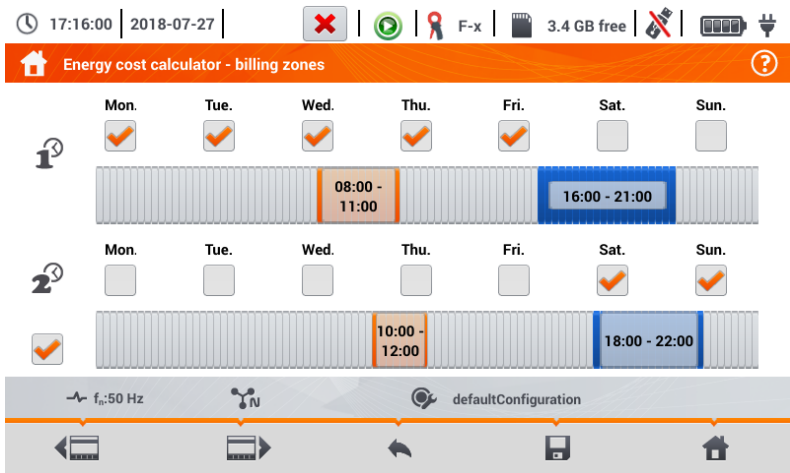 17:16:00 2018-07-27 F-x 3.4 GB free
Energy cost calculator - billing zones ?
Mon. Tue. Wed. Thu. Fri. Sat. Sun.
1
08:00 -
11:00
16:00 - 21:00
Mon. Tue. Wed. Thu. Fri. Sat. Sun.
2
10:00 -
12:00
18:00 - 22:00
fn:50 Hz N defaultConfiguration